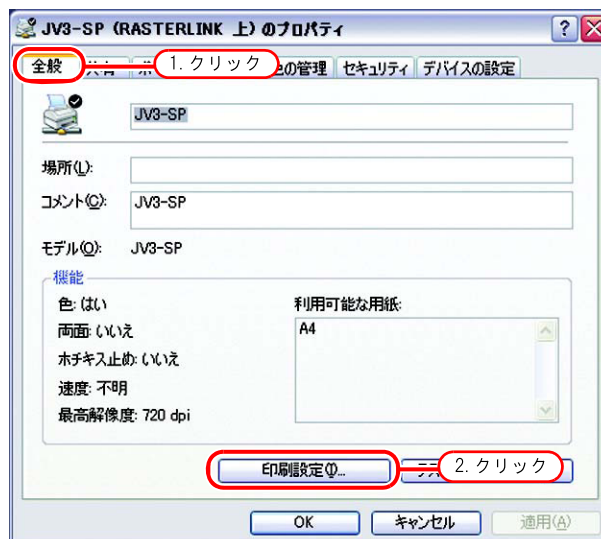 JV3-SP (RASTERLINK 上) のプロパティ
全般 1. クリック の管理 セキュリティ デバイスの設定
JV3-SP
場所(L):
コメント(C): JV3-SP
モデル(O): JV3-SP
機能
色: はい
両面: いいえ
ホチキス止め: いいえ
速度: 不明
最高解像度: 720 dpi
利用可能な用紙:
A4
印刷設定(I)... 2. クリック
OK キャンセル 適用(A)